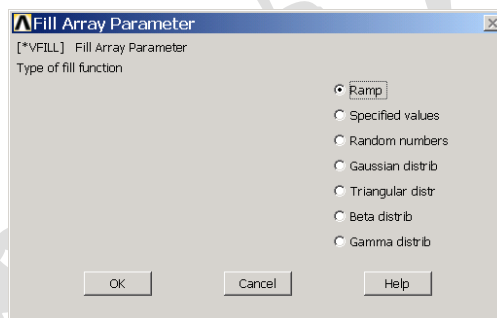 Fill Array Parameter
[*VFILL] Fill Array Parameter
Type of fill function
Ramp
Specified values
Random numbers
Gaussian distrib
Triangular distr
Beta distrib
Gamma distrib
OK Cancel Help